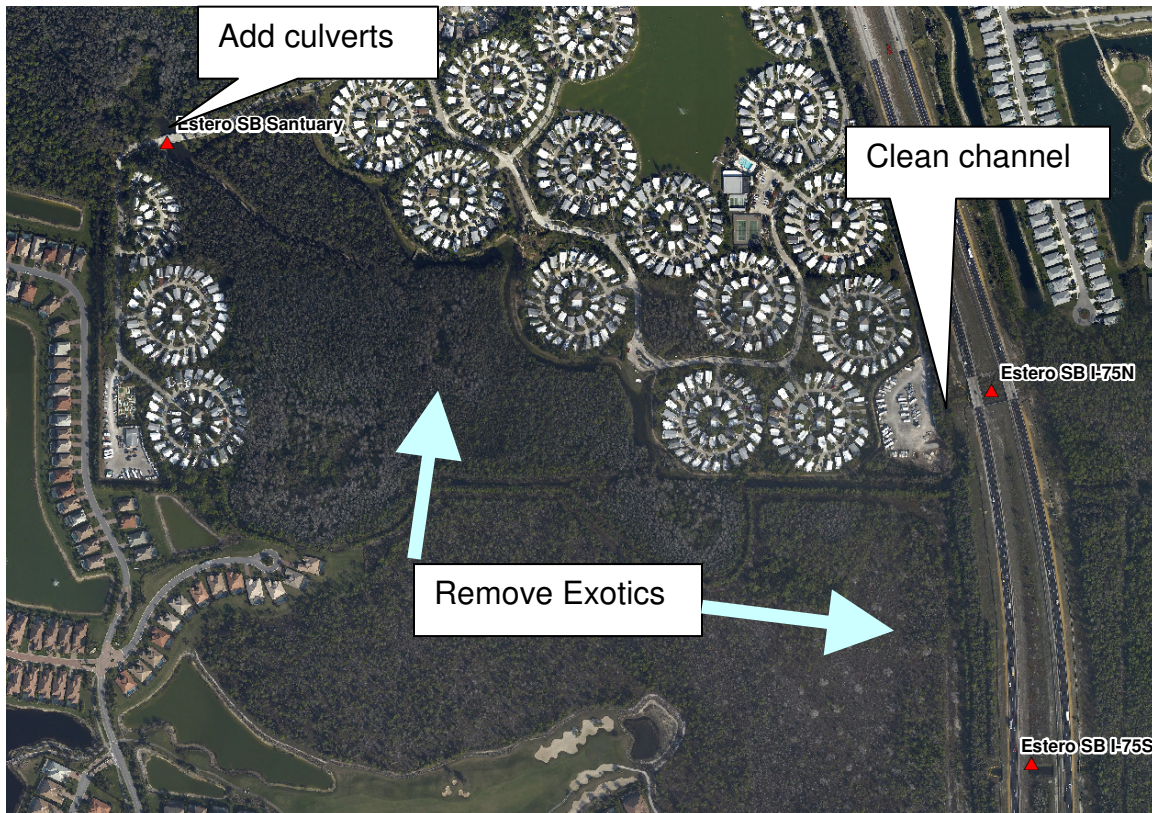 Add culverts
Estero SB Santuary
Clean channel
Estero SB I-75N
Remove Exotics
Estero SB I-75S